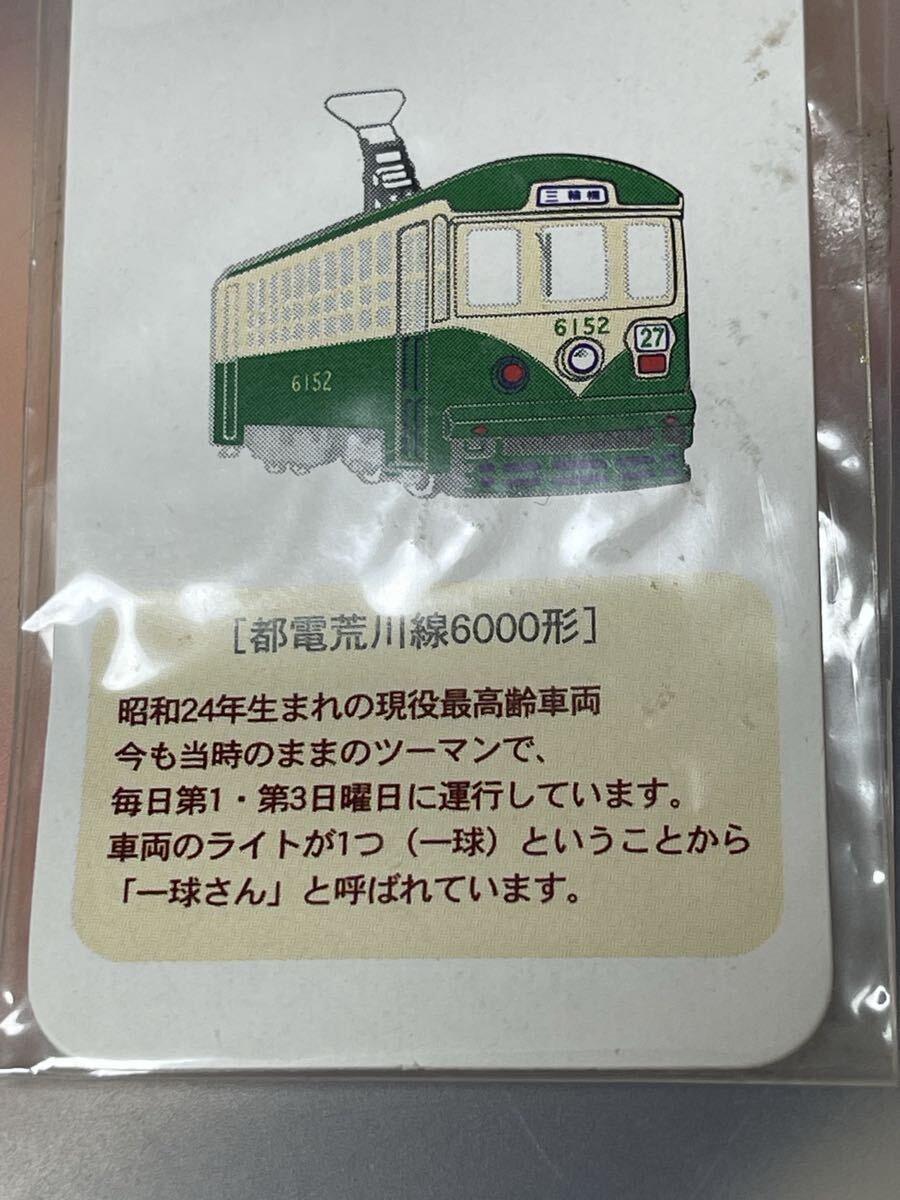 三輪橋
6152
27
6152
[都電荒川線6000形]
昭和24年生まれの現役最高齢車両
今も当時のままのツーマンで、
毎日第1・第3日曜日に運行しています。
車両のライトが1つ（一球）ということから
「一球さん」と呼ばれています。